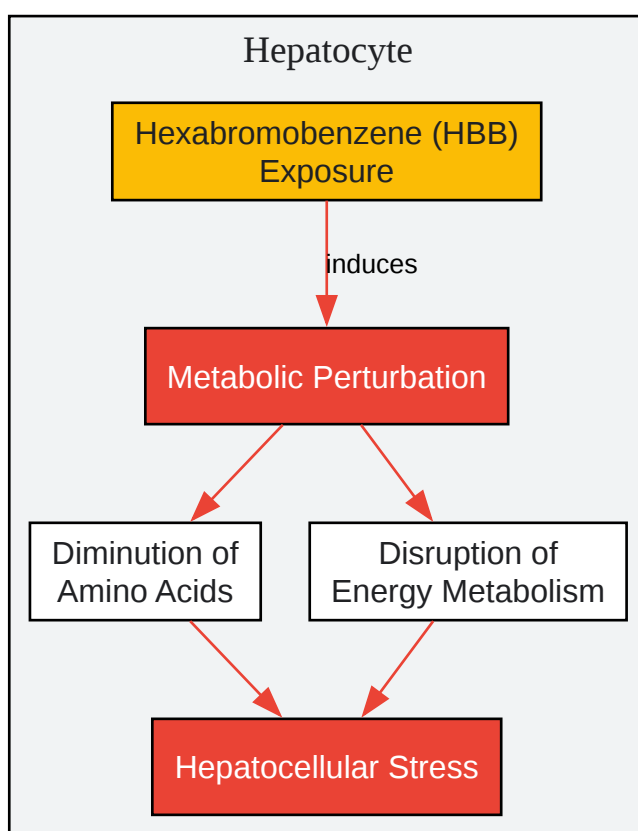 Hepatocyte
Hexabromobenzene (HBB)
Exposure
induces
Metabolic Perturbation
Diminution of
Amino Acids
Disruption of
Energy Metabolism
Hepatocellular Stress